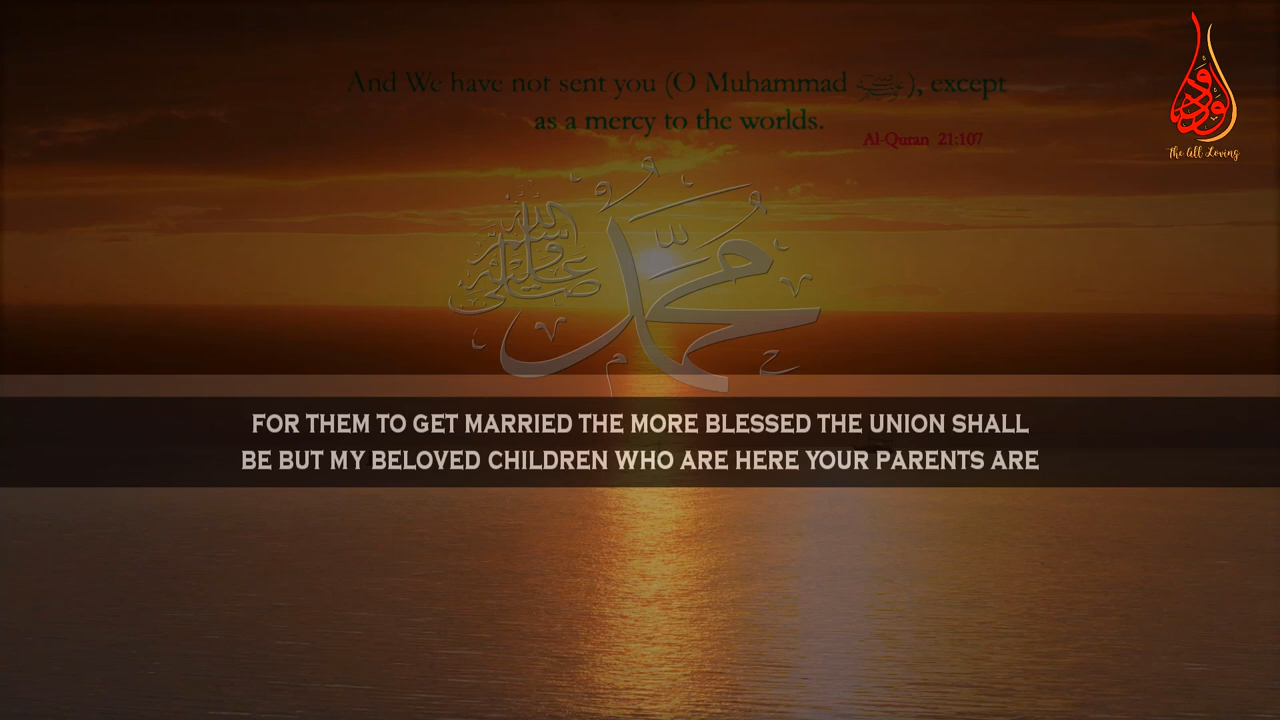 And We have not sent you (O Muhammad ﷺ), except
as a mercy to the worlds.
Al-Quran 21:107
الودود
The All Loving
محمد
صلى الله عليه وسلم
FOR THEM TO GET MARRIED THE MORE BLESSED THE UNION SHALL
BE BUT MY BELOVED CHILDREN WHO ARE HERE YOUR PARENTS ARE